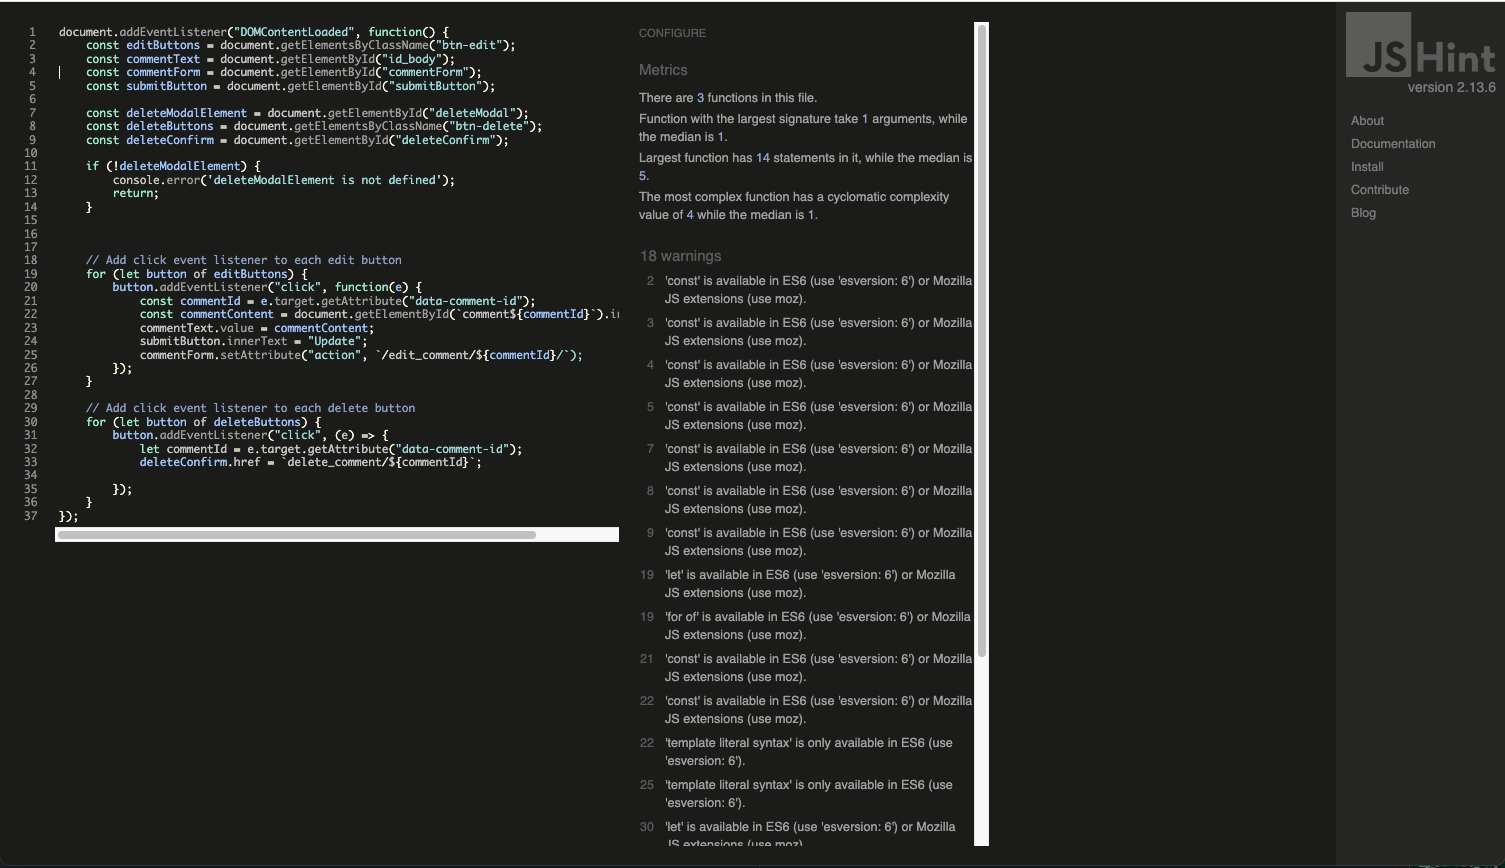 1 document.addEventListener("DOMContentLoaded", function() {
2 const editButtons = document.getElementsByClassName("btn-edit");
3 const commentText = document.getElementById("id_body");
4 const commentForm = document.getElementById("commentForm");
5 const submitButton = document.getElementById("submitButton");
6
7 const deleteModalElement = document.getElementById("deleteModal");
8 const deleteButtons = document.getElementsByClassName("btn-delete");
9 const deleteConfirm = document.getElementById("deleteConfirm");
10
11 if (!deleteModalElement) {
12 console.error('deleteModalElement is not defined');
13 return;
14 }
15
16
17
18 // Add click event listener to each edit button
19 for (let button of editButtons) {
20 button.addEventListener("click", function(e) {
21 const commentId = e.target.getAttribute("data-comment-id");
22 const commentContent = document.getElementById(`comment${commentId}`).in
23 commentText.value = commentContent;
24 submitButton.innerText = "Update";
25 commentForm.setAttribute("action", `/edit_comment/${commentId}/`);
26 });
27 }
28
29 // Add click event listener to each delete button
30 for (let button of deleteButtons) {
31 button.addEventListener("click", (e) => {
32 let commentId = e.target.getAttribute("data-comment-id");
33 deleteConfirm.href = `delete_comment/${commentId}`;
34
35 });
36 }
37 });
CONFIGURE
Metrics
There are 3 functions in this file.
Function with the largest signature take 1 arguments, while
the median is 1.
Largest function has 14 statements in it, while the median is
5.
The most complex function has a cyclomatic complexity
value of 4 while the median is 1.
18 warnings
2 'const' is available in ES6 (use 'esversion: 6') or Mozilla
JS extensions (use moz).
3 'const' is available in ES6 (use 'esversion: 6') or Mozilla
JS extensions (use moz).
4 'const' is available in ES6 (use 'esversion: 6') or Mozilla
JS extensions (use moz).
5 'const' is available in ES6 (use 'esversion: 6') or Mozilla
JS extensions (use moz).
7 'const' is available in ES6 (use 'esversion: 6') or Mozilla
JS extensions (use moz).
8 'const' is available in ES6 (use 'esversion: 6') or Mozilla
JS extensions (use moz).
9 'const' is available in ES6 (use 'esversion: 6') or Mozilla
JS extensions (use moz).
19 'let' is available in ES6 (use 'esversion: 6') or Mozilla
JS extensions (use moz).
19 'for of' is available in ES6 (use 'esversion: 6') or Mozilla
JS extensions (use moz).
21 'const' is available in ES6 (use 'esversion: 6') or Mozilla
JS extensions (use moz).
22 'const' is available in ES6 (use 'esversion: 6') or Mozilla
JS extensions (use moz).
22 'template literal syntax' is only available in ES6 (use
'esversion: 6').
25 'template literal syntax' is only available in ES6 (use
'esversion: 6').
30 'let' is available in ES6 (use 'esversion: 6') or Mozilla
JS extensions (use moz).
JSHint
version 2.13.6
About
Documentation
Install
Contribute
Blog